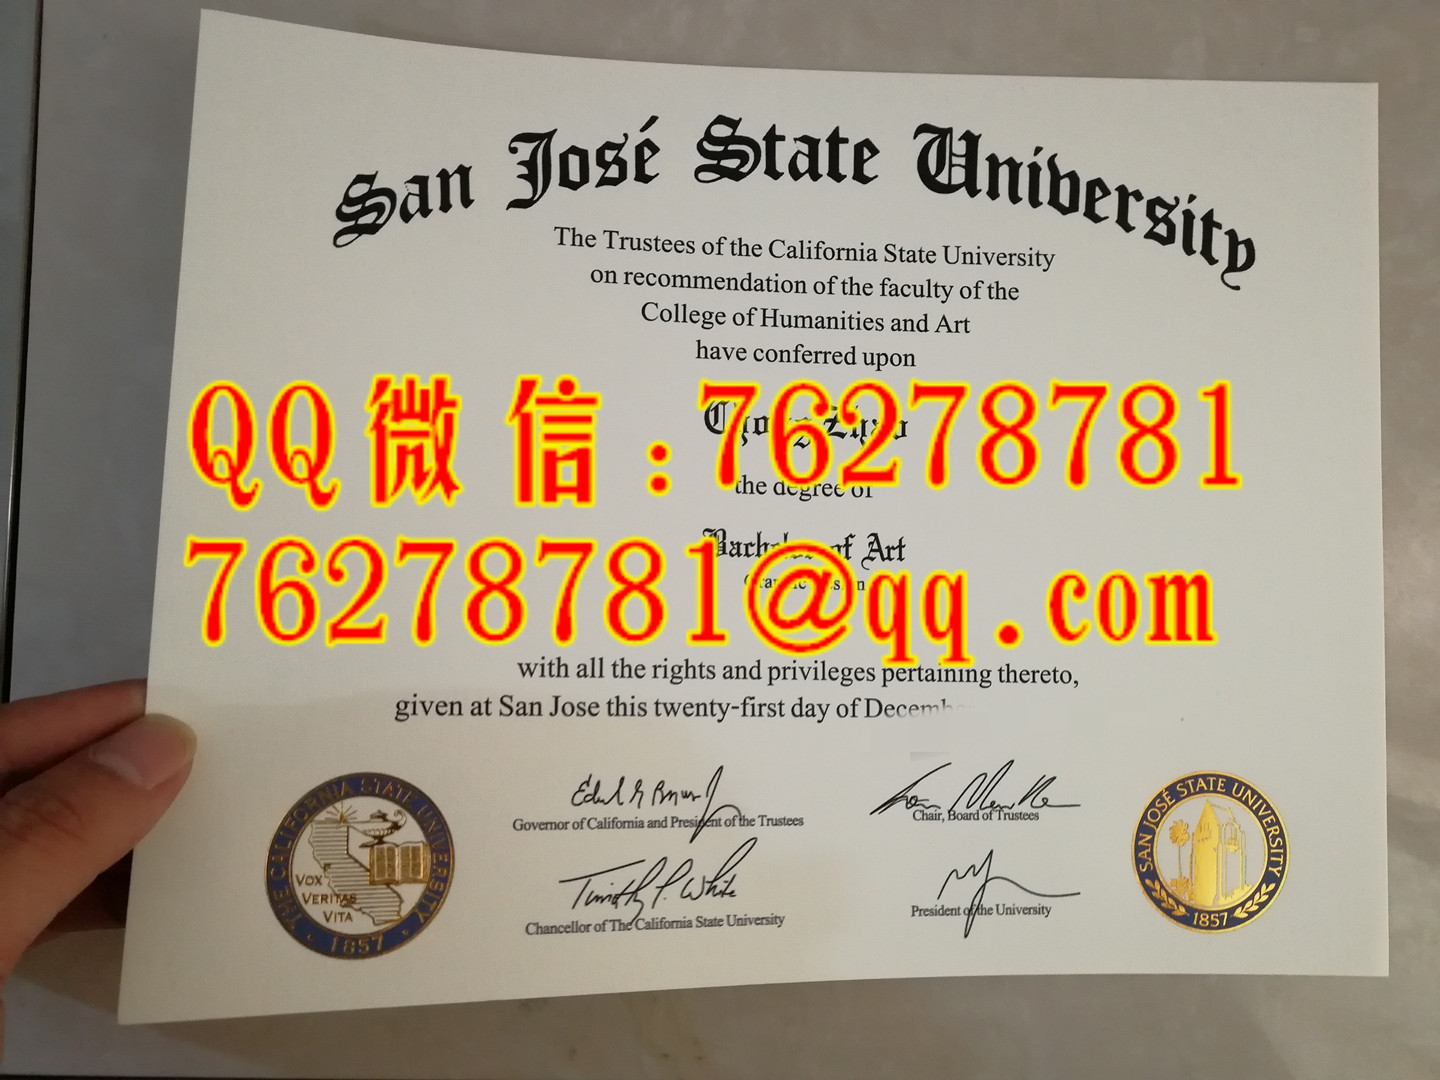 San José State University
The Trustees of the California State University
on recommendation of the faculty of the
College of Humanities and Art
have conferred upon
QQ微信:76278781
the degree of
Bachelor of Art
76278781@qq.com
with all the rights and privileges pertaining thereto,
given at San Jose this twenty-first day of
Governor of California and President of the Trustees
Chair, Board of Trustees
Timothy P. White
Chancellor of The California State University
President of the University
THE CALIFORNIA STATE UNIVERSITY
VOX
VERITAS
VITA
1857
SAN JOSÉ STATE UNIVERSITY
1857